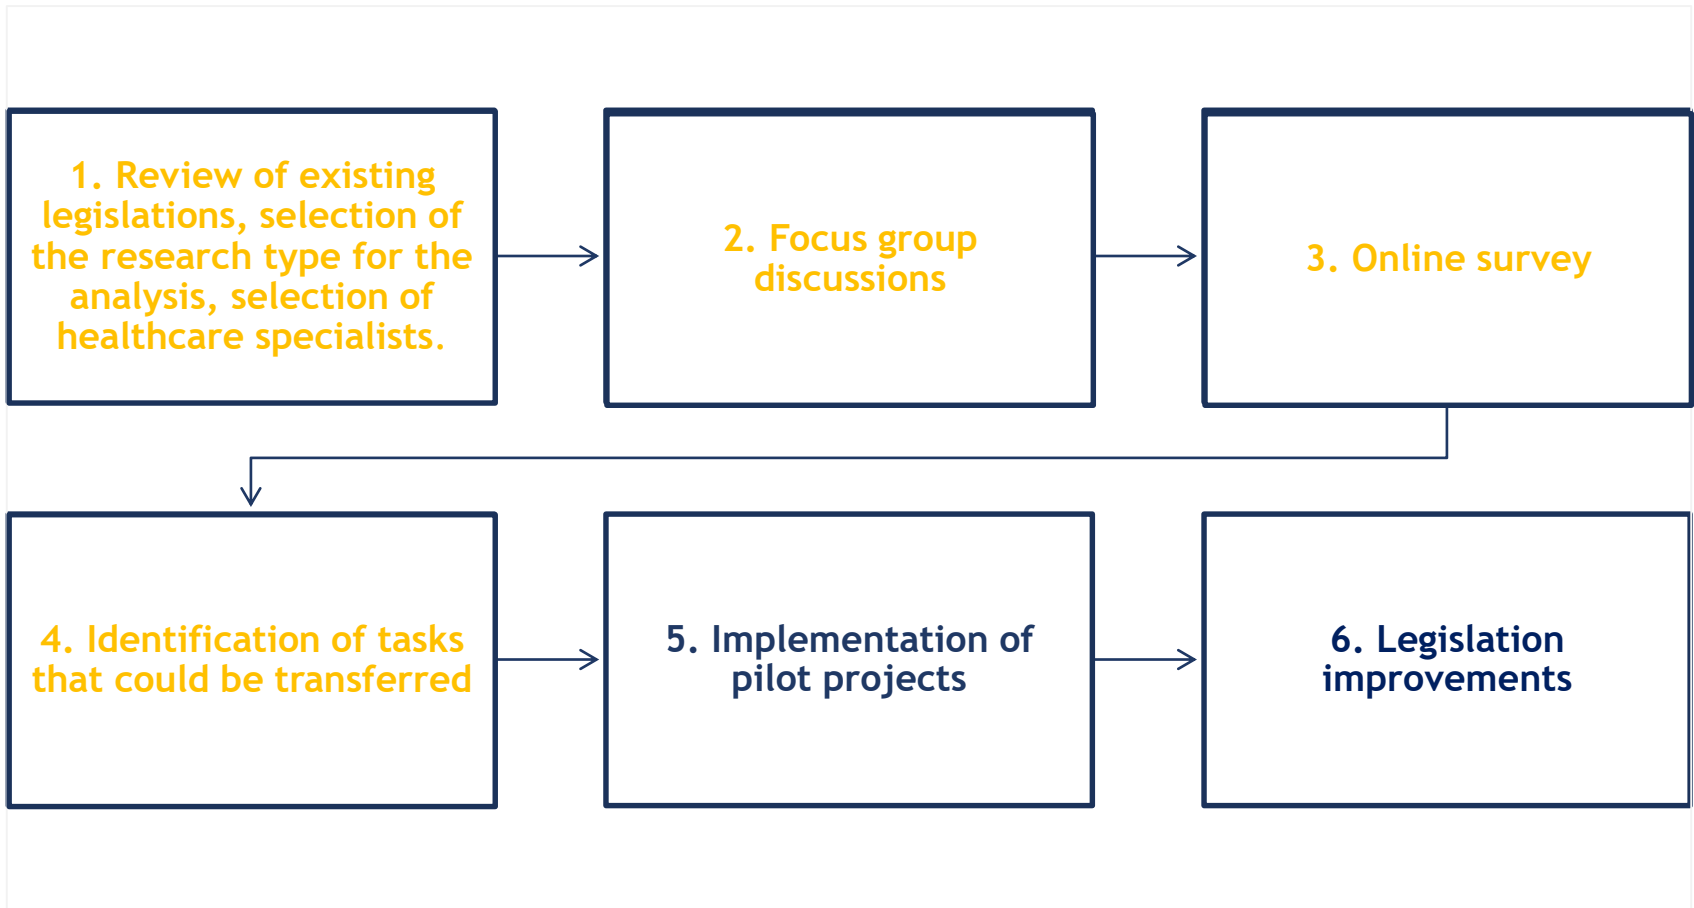 1. Review of existing
legislations, selection of
the research type for the
analysis, selection of
healthcare specialists.
2. Focus group
discussions
3. Online survey
4. Identification of tasks
that could be transferred
5. Implementation of
pilot projects
6. Legislation
improvements